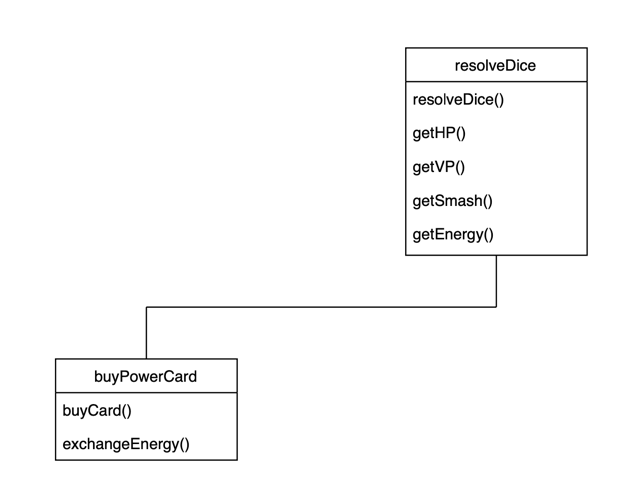 resolveDice
resolveDice()
getHP()
getVP()
getSmash()
getEnergy()
buyPowerCard
buyCard()
exchangeEnergy()